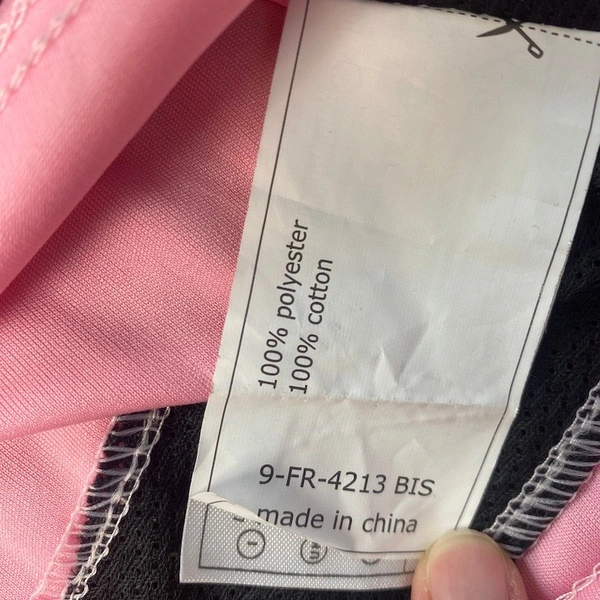 100% polyester
100% cotton
9-FR-4213 BIS
made in china